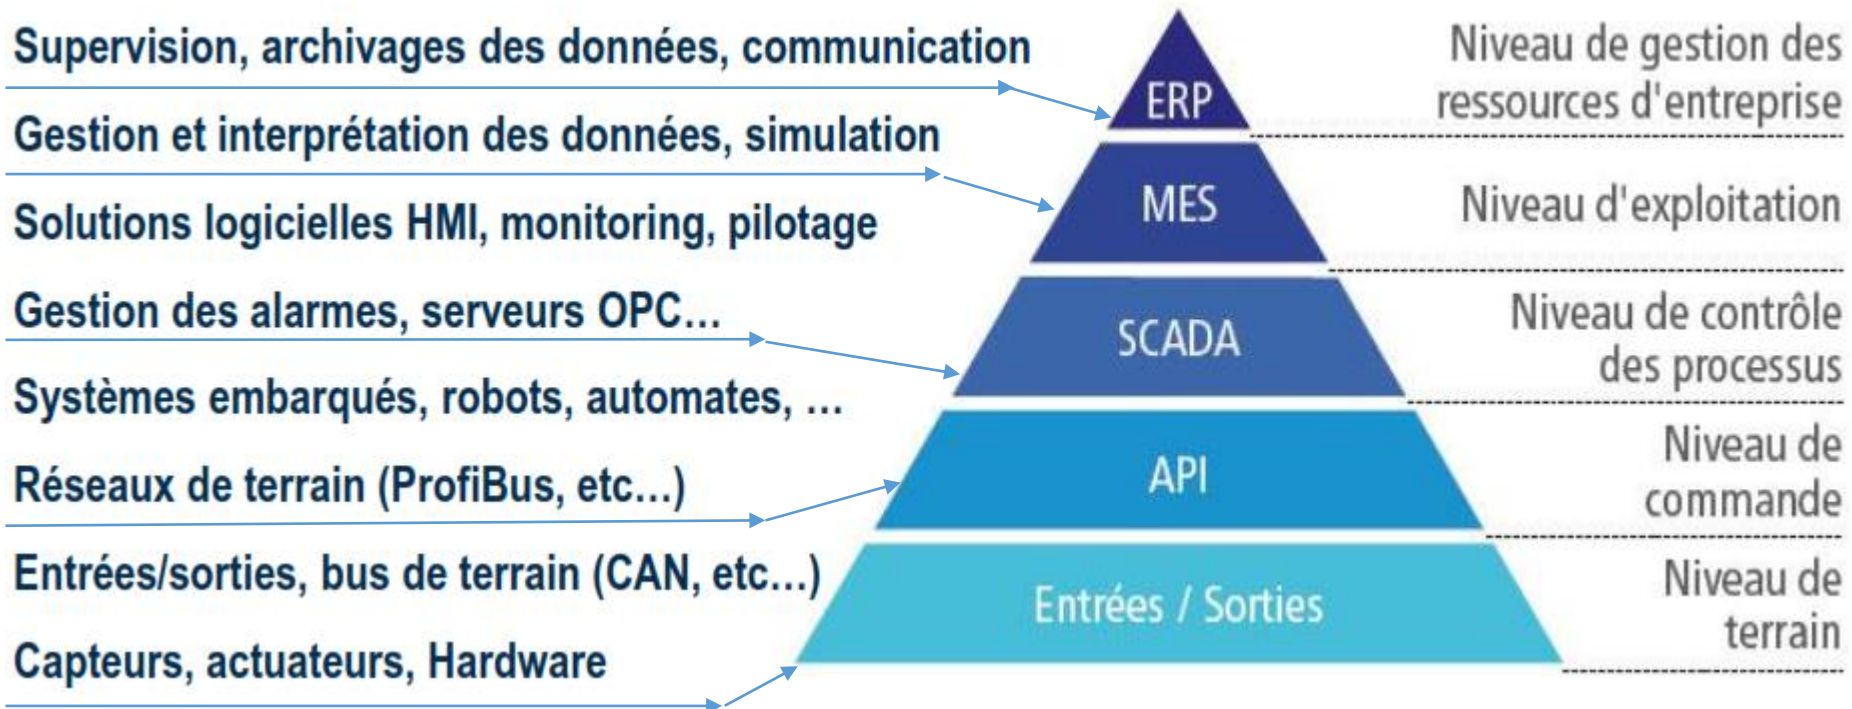 Supervision, archivages des données, communication
Gestion et interprétation des données, simulation
Solutions logicielles HMI, monitoring, pilotage
Gestion des alarmes, serveurs OPC...
Systèmes embarqués, robots, automates, ...
Réseaux de terrain (ProfiBus, etc...)
Entrées/sorties, bus de terrain (CAN, etc...)
Capteurs, actuateurs, Hardware
ERP
MES
SCADA
API
Entrées / Sorties
Niveau de gestion des
ressources d'entreprise
Niveau d'exploitation
Niveau de contrôle
des processus
Niveau de
commande
Niveau de
terrain